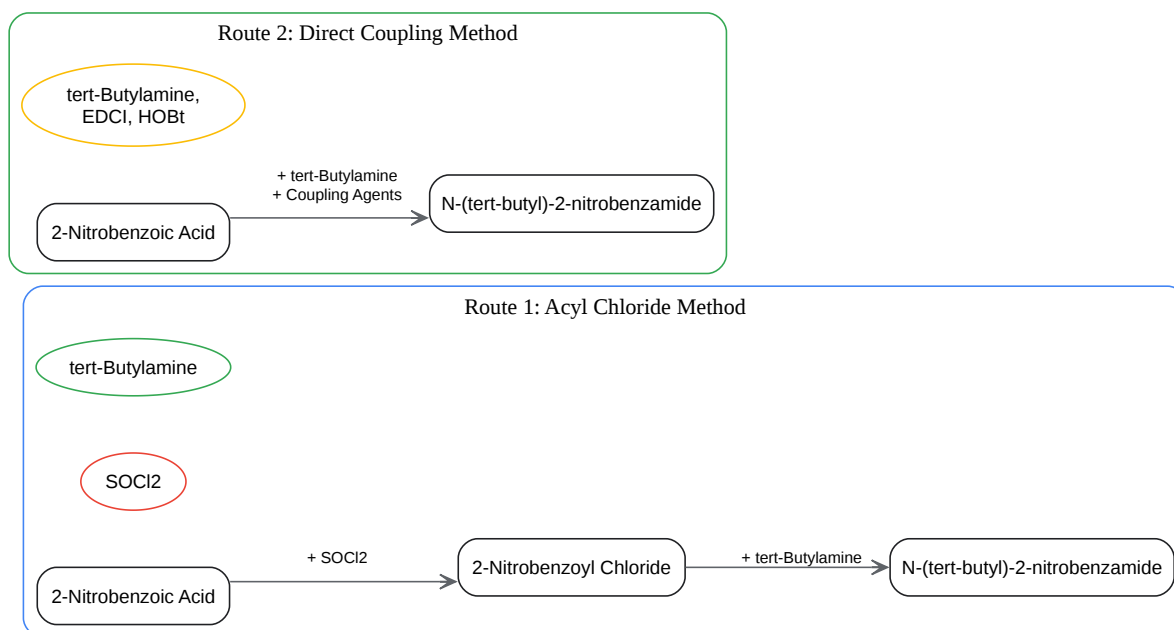 Route 2: Direct Coupling Method
tert-Butylamine,
EDCI, HOBt
+ tert-Butylamine
+ Coupling Agents
2-Nitrobenzoic Acid
N-(tert-butyl)-2-nitrobenzamide
Route 1: Acyl Chloride Method
tert-Butylamine
SOCl2
2-Nitrobenzoic Acid
+ SOCl2
2-Nitrobenzoyl Chloride
+ tert-Butylamine
N-(tert-butyl)-2-nitrobenzamide